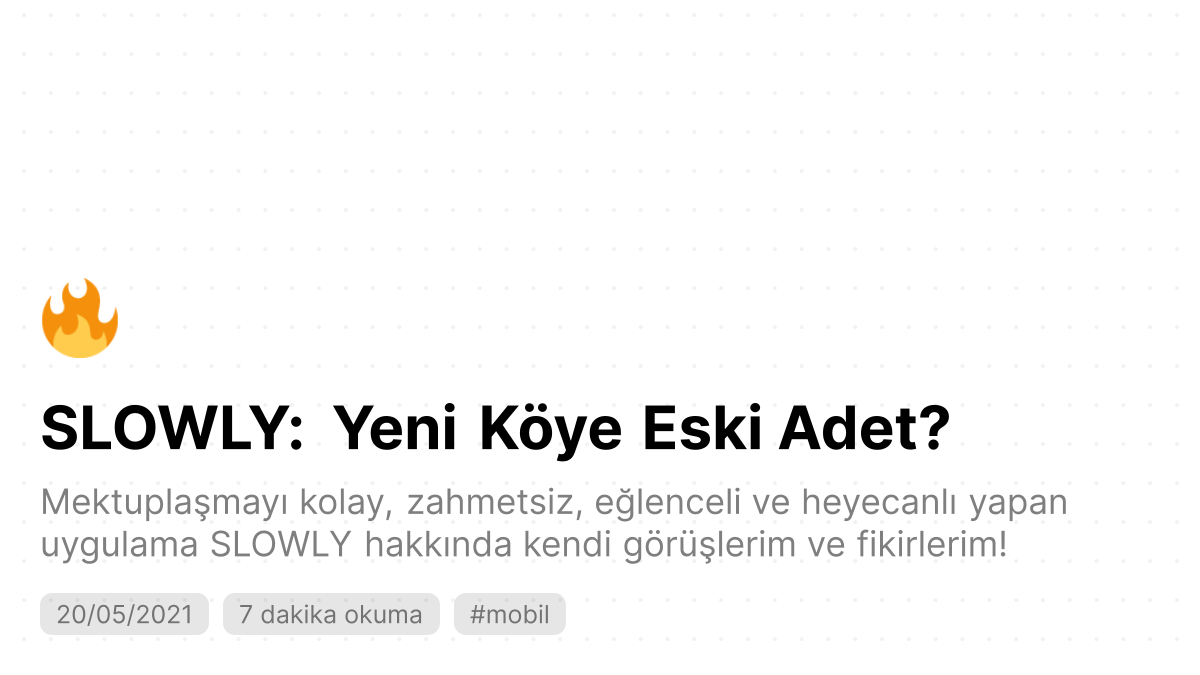 SLOWLY: Yeni Köye Eski Adet?
Mektuplaşmayı kolay, zahmetsiz, eğlenceli ve heyecanlı yapan
uygulama SLOWLY hakkında kendi görüşlerim ve fikirlerim!
20/05/2021 7 dakika okuma #mobil